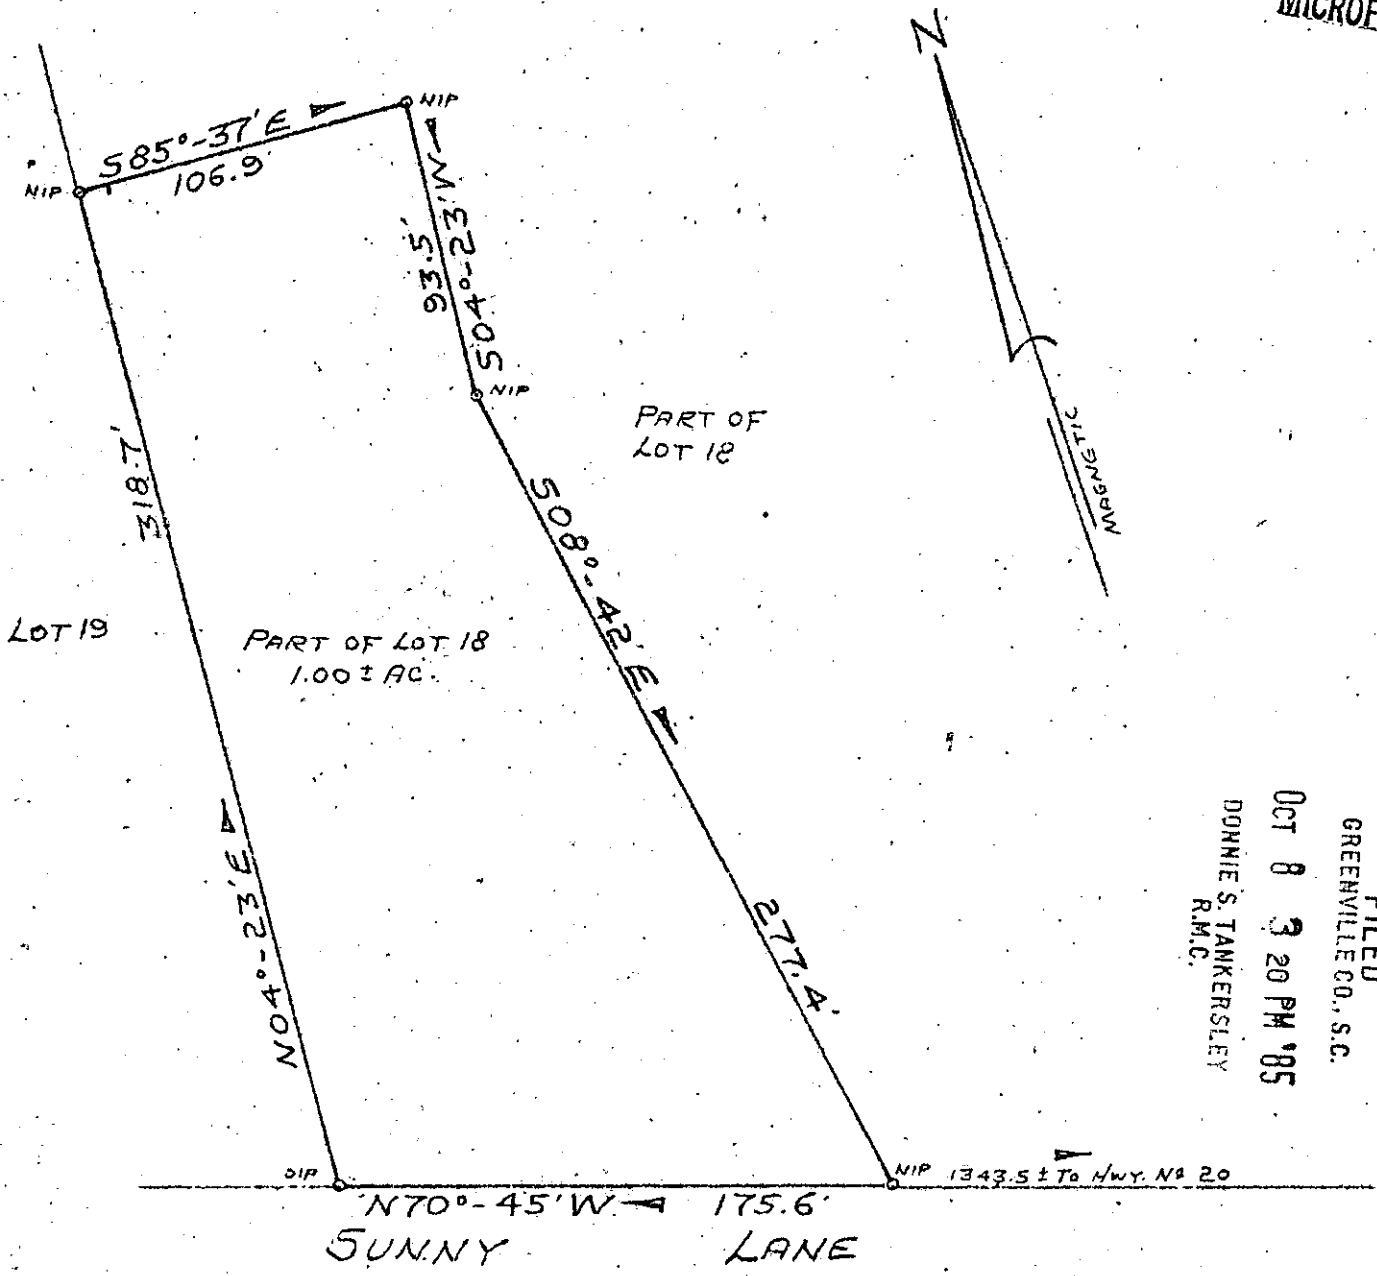 N
NIP
S85°-37'E
106.9'
NIP
93.5'
S04°-23'W
NIP
PART OF
LOT 18
MAGNETIC
318.7'
S08°-42'E
LOT 19
PART OF LOT 18
1.00 ± AC.
N04°-23'E
277.4'
FILED
GREENVILLE CO., S.C.
OCT 8 3 20 PM '85
DONNIE S. TANKERSLEY
R.M.C.
OIP
NIP
1343.5 ± TO HWY. Nº 20
N70°-45'W
175.6'
SUNNY LANE